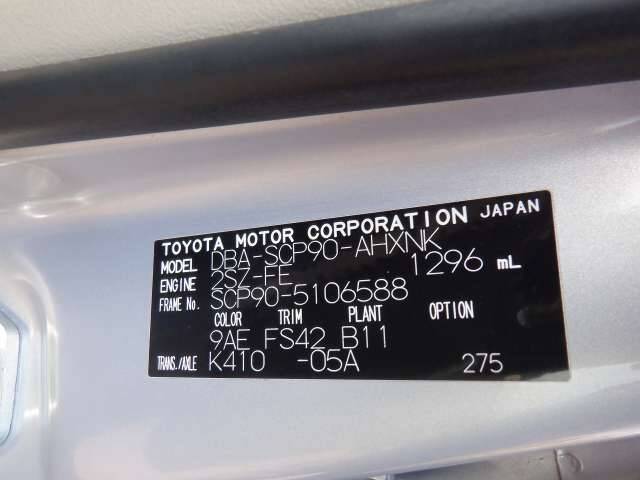 TOYOTA MOTOR CORPORATION JAPAN
MODEL DBA-SCP90-AHXNK
ENGINE 2SZ-FE 1296 mL
FRAME No. SCP90-5106588
COLOR TRIM PLANT OPTION
9AE FS42 B11
TRANS./AXLE K410 -05A 275